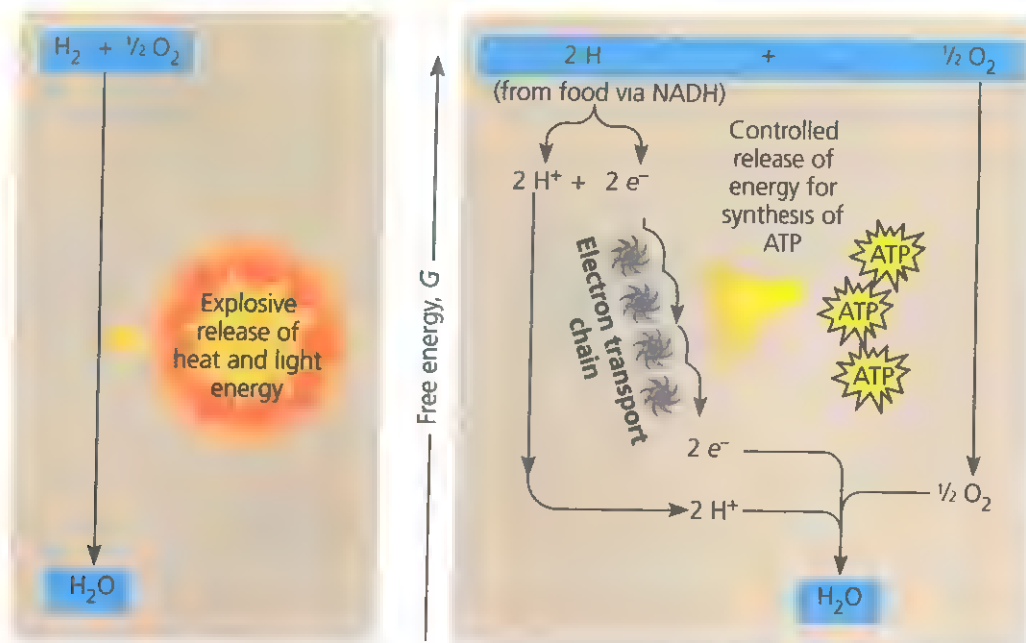 H₂ + ½ O₂
Explosive
release of
heat and light
energy
H₂O
Free energy, G
2 H + ½ O₂
(from food via NADH)
2 H⁺ + 2 e⁻
Controlled
release of
energy for
synthesis of
ATP
Electron transport
chain
ATP
ATP
ATP
2 e⁻
½ O₂
2 H⁺
H₂O